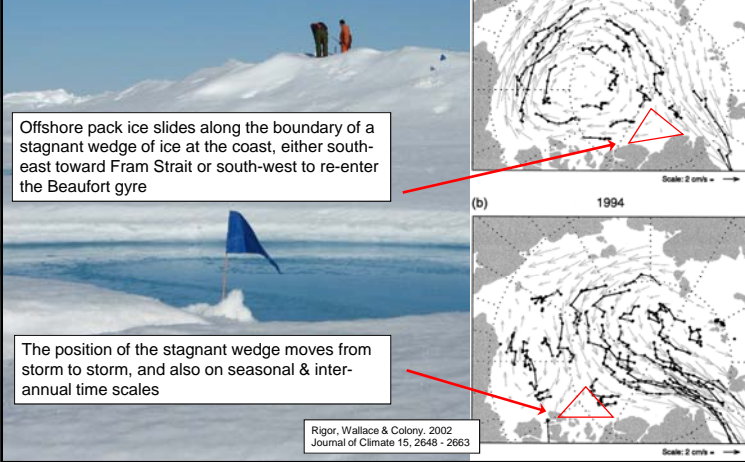 Offshore pack ice slides along the boundary of a
stagnant wedge of ice at the coast, either south-
east toward Fram Strait or south-west to re-enter
the Beaufort gyre
Scale: 2 cm/s =
(b) 1994
The position of the stagnant wedge moves from
storm to storm, and also on seasonal & inter-
annual time scales
Rigor, Wallace & Colony. 2002
Journal of Climate 15, 2648 - 2663
Scale: 2 cm/s =